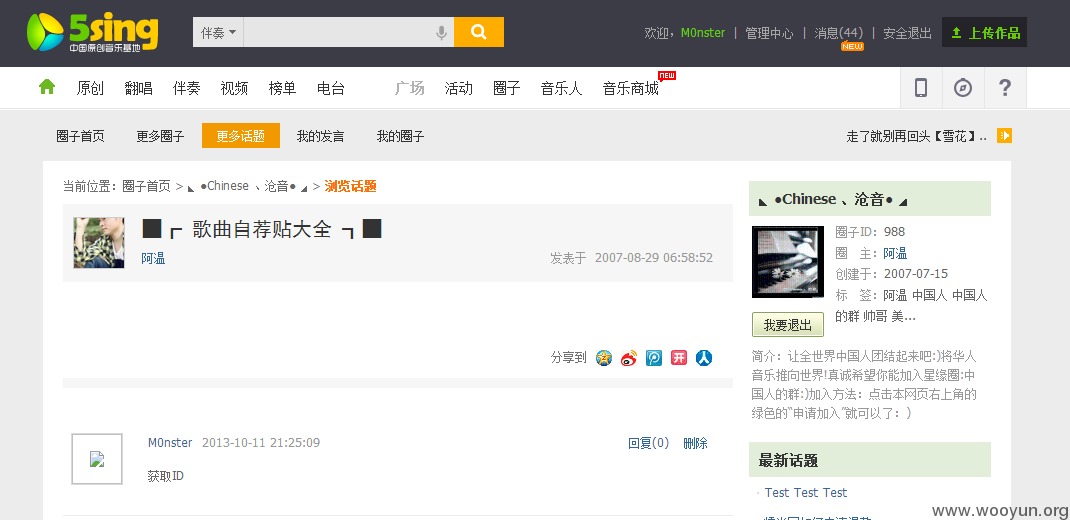 5sing
中国原创音乐基地
伴奏
欢迎, M0nster | 管理中心 | 消息(44) | 安全退出
NEW
上传作品
原创 翻唱 伴奏 视频 榜单 电台 广场 活动 圈子 音乐人 音乐商城
NEW
?
圈子首页 更多圈子 更多话题 我的发言 我的圈子
走了就别再回头【雪花】..
当前位置: 圈子首页 > ◣ ●Chinese 、沧音● ◢ > 浏览话题
■┏ 歌曲自荐贴大全 ┓■
阿温
发表于 2007-08-29 06:58:52
分享到
开
M0nster 2013-10-11 21:25:09
回复(0) 删除
获取ID
◣ ●Chinese 、沧音● ◢
圈子ID: 988
圈 主: 阿温
创建于: 2007-07-15
标 签: 阿温 中国人 中国人
的群 帅哥 美...
我要退出
简介: 让全世界中国人团结起来吧:)将华人
音乐推向世界!真诚希望你能加入星缘圈:中
国人的群:)加入方法: 点击本网页右上角的
绿色的“申请加入”就可以了: )
最新话题
· Test Test Test
www.wooyun.org